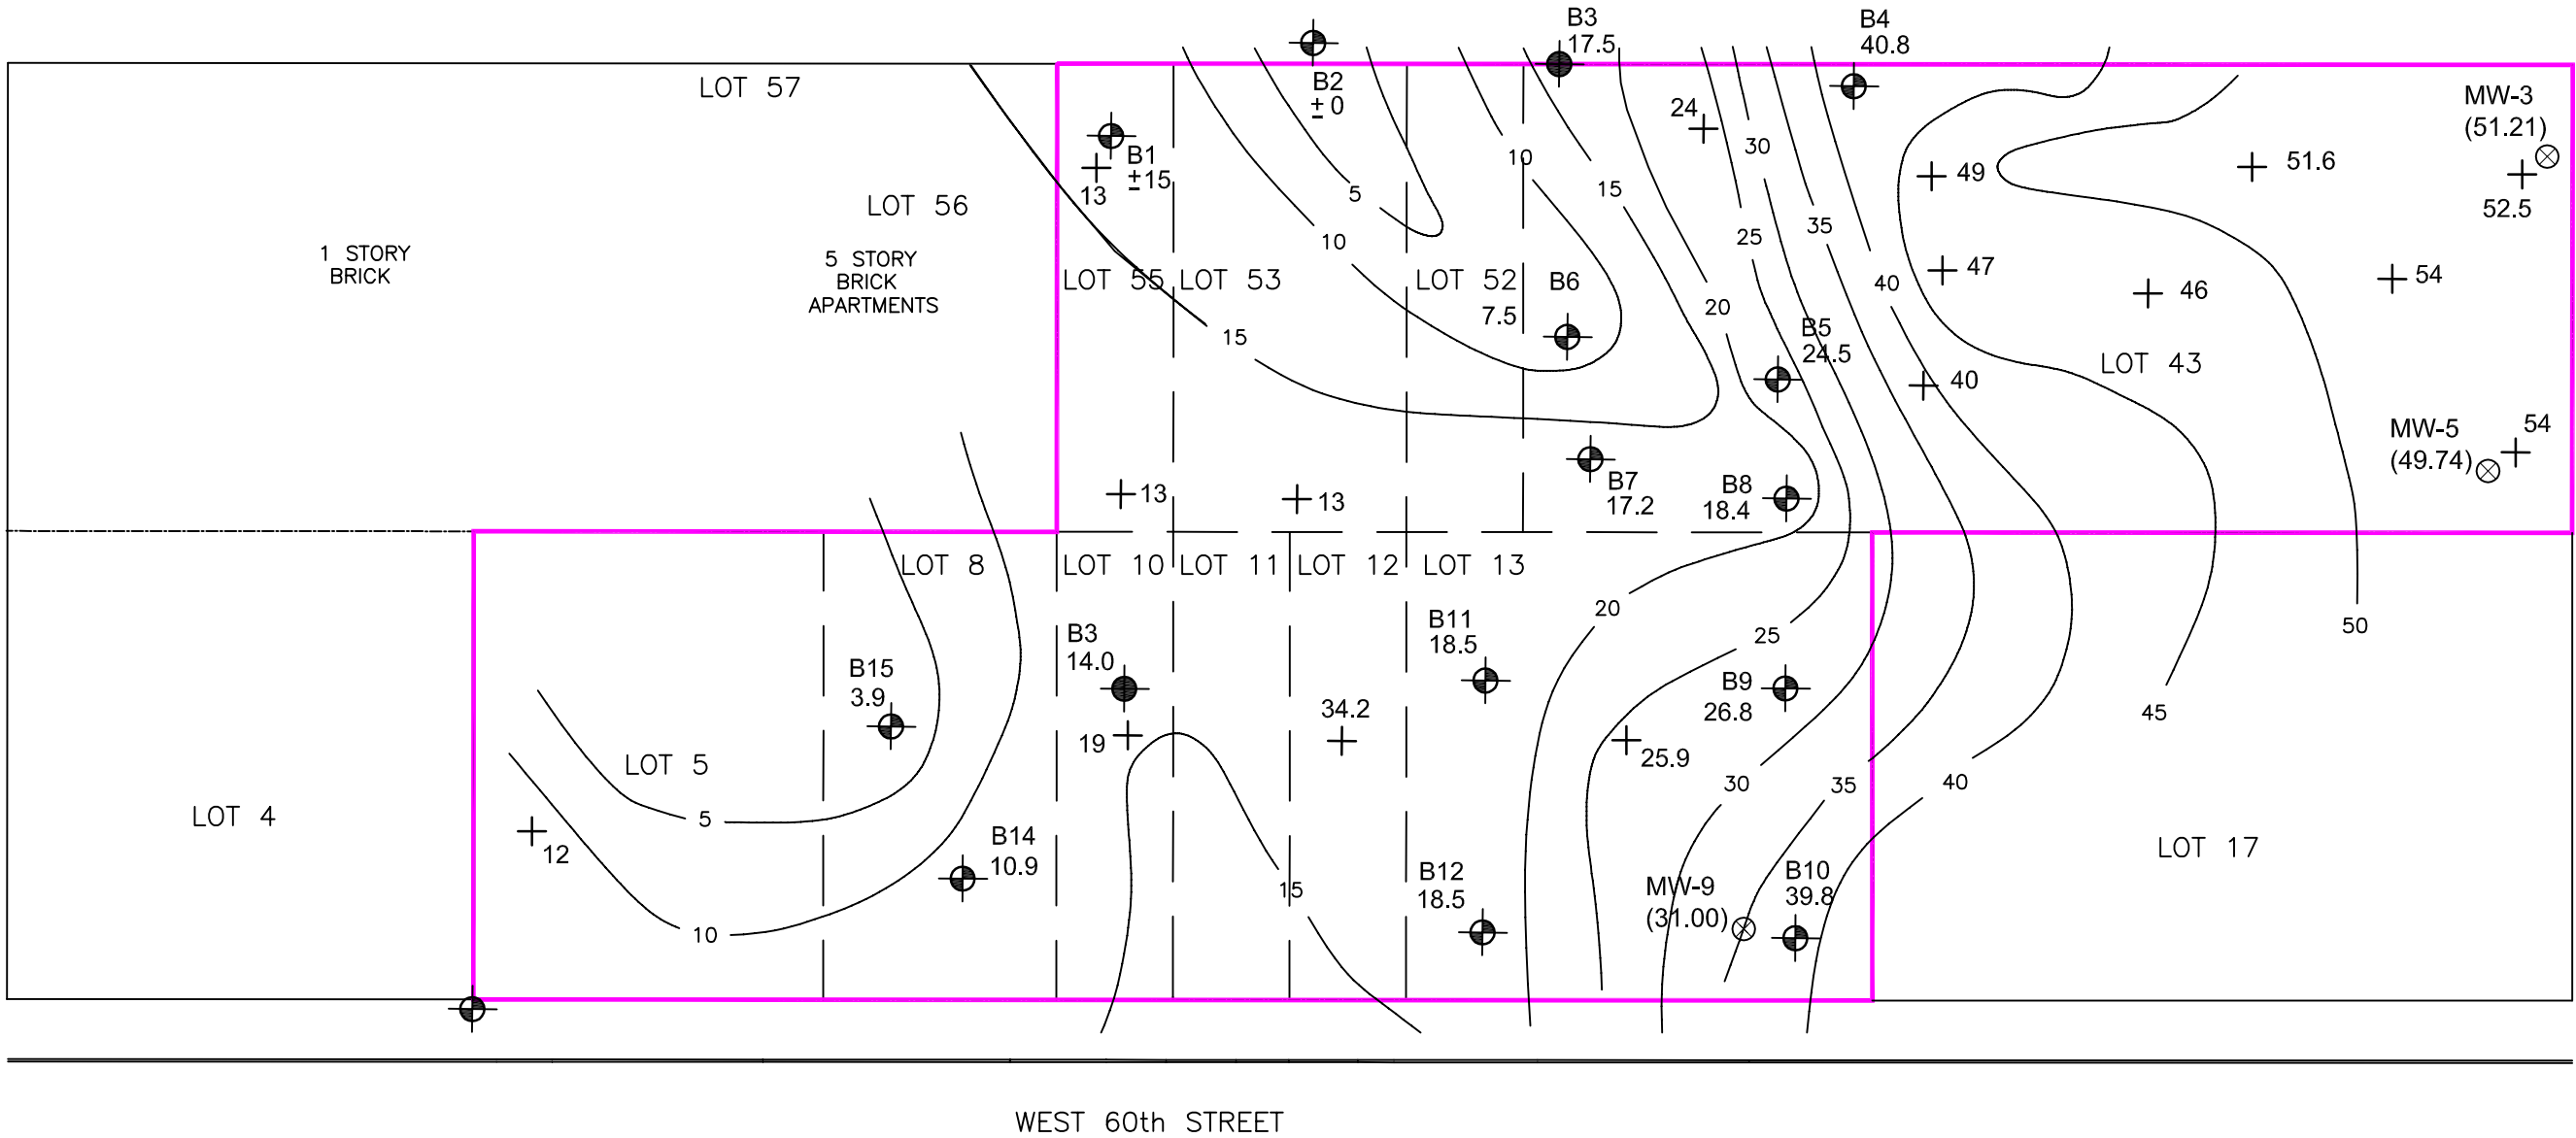 B3
17.5
B4
40.8
LOT 57
B2
± 0
MW-3
(51.21)
24
30
10
B1
±15
13
5
15
49
51.6
52.5
LOT 56
35
25
10
1 STORY
BRICK
5 STORY
BRICK
APARTMENTS
LOT 55
LOT 53
LOT 52
B6
7.5
47
54
40
46
20
15
B5
24.5
LOT 43
40
54
MW-5
(49.74)
13
13
B7
17.2
B8
18.4
LOT 8
LOT 10
LOT 11
LOT 12
LOT 13
20
25
50
B3
14.0
B11
18.5
B15
3.9
B9
26.8
34.2
19
45
25.9
LOT 5
30
35
40
LOT 4
5
12
B14
10.9
LOT 17
15
B12
18.5
MW-9
(31.00)
B10
39.8
10
WEST 60th STREET